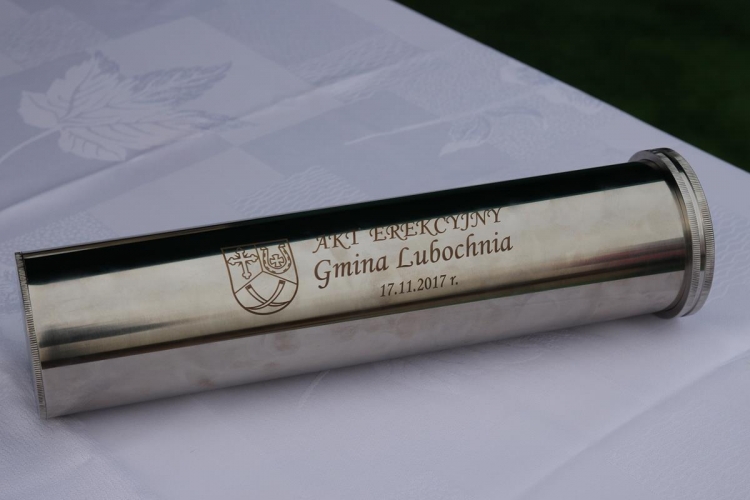 AKT EREKCYJNY
Gmina Lubochnia
17.11.2017 r.